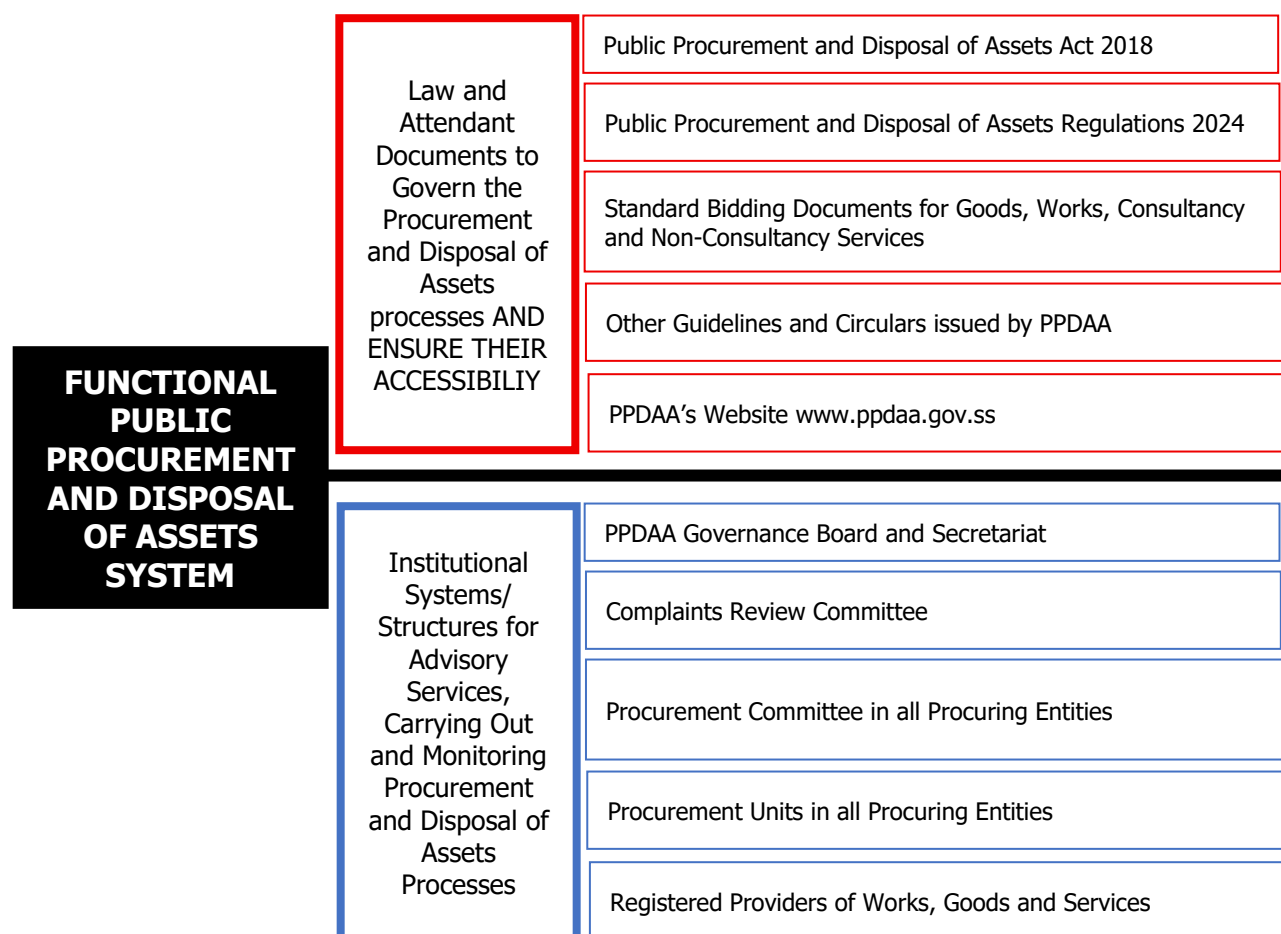 FUNCTIONAL
PUBLIC
PROCUREMENT
AND DISPOSAL
OF ASSETS
SYSTEM
Law and
Attendant
Documents to
Govern the
Procurement
and Disposal of
Assets
processes AND
ENSURE THEIR
ACCESSIBILIY
Public Procurement and Disposal of Assets Act 2018
Public Procurement and Disposal of Assets Regulations 2024
Standard Bidding Documents for Goods, Works, Consultancy
and Non-Consultancy Services
Other Guidelines and Circulars issued by PPDAA
PPDAA’s Website www.ppdaa.gov.ss
Institutional
Systems/
Structures for
Advisory
Services,
Carrying Out
and Monitoring
Procurement
and Disposal of
Assets
Processes
PPDAA Governance Board and Secretariat
Complaints Review Committee
Procurement Committee in all Procuring Entities
Procurement Units in all Procuring Entities
Registered Providers of Works, Goods and Services